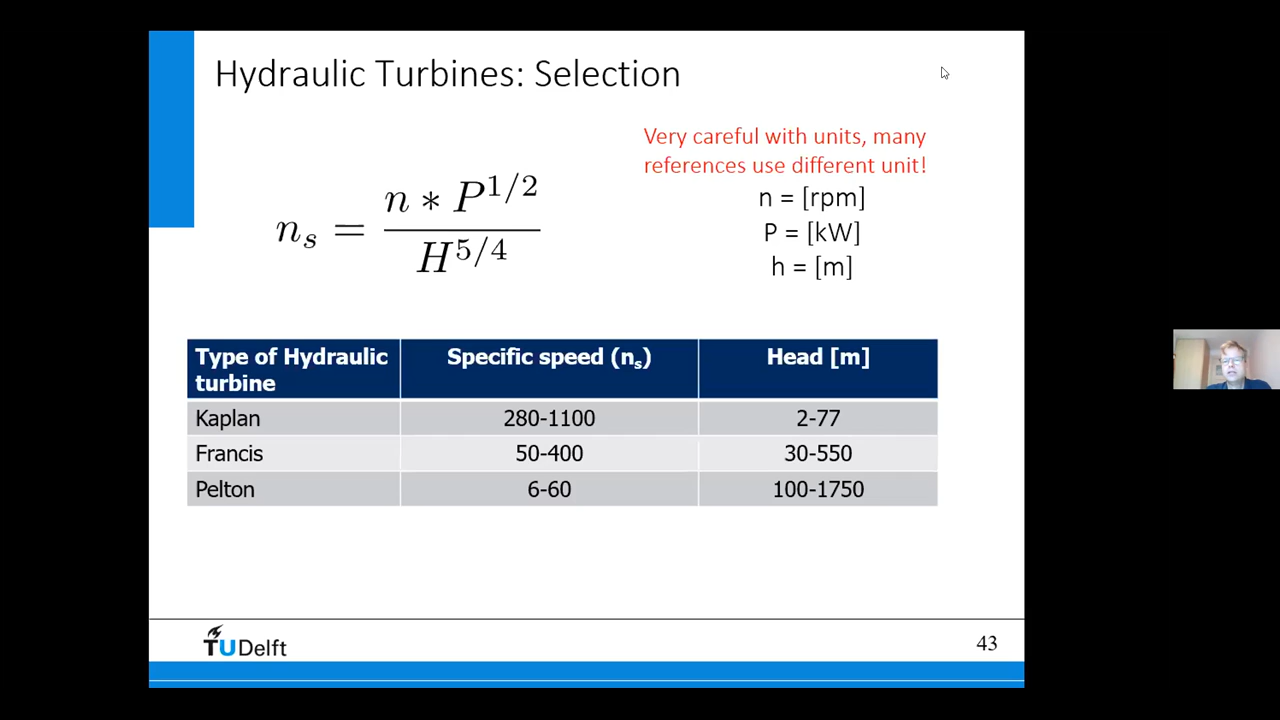 Hydraulic Turbines: Selection
Very careful with units, many
references use different unit!
n = [rpm]
P = [kW]
h = [m]
n_s = n * P^{1/2} / H^{5/4}
Type of Hydraulic turbine | Specific speed (n_s) | Head [m]
Kaplan | 280-1100 | 2-77
Francis | 50-400 | 30-550
Pelton | 6-60 | 100-1750
TU Delft
43